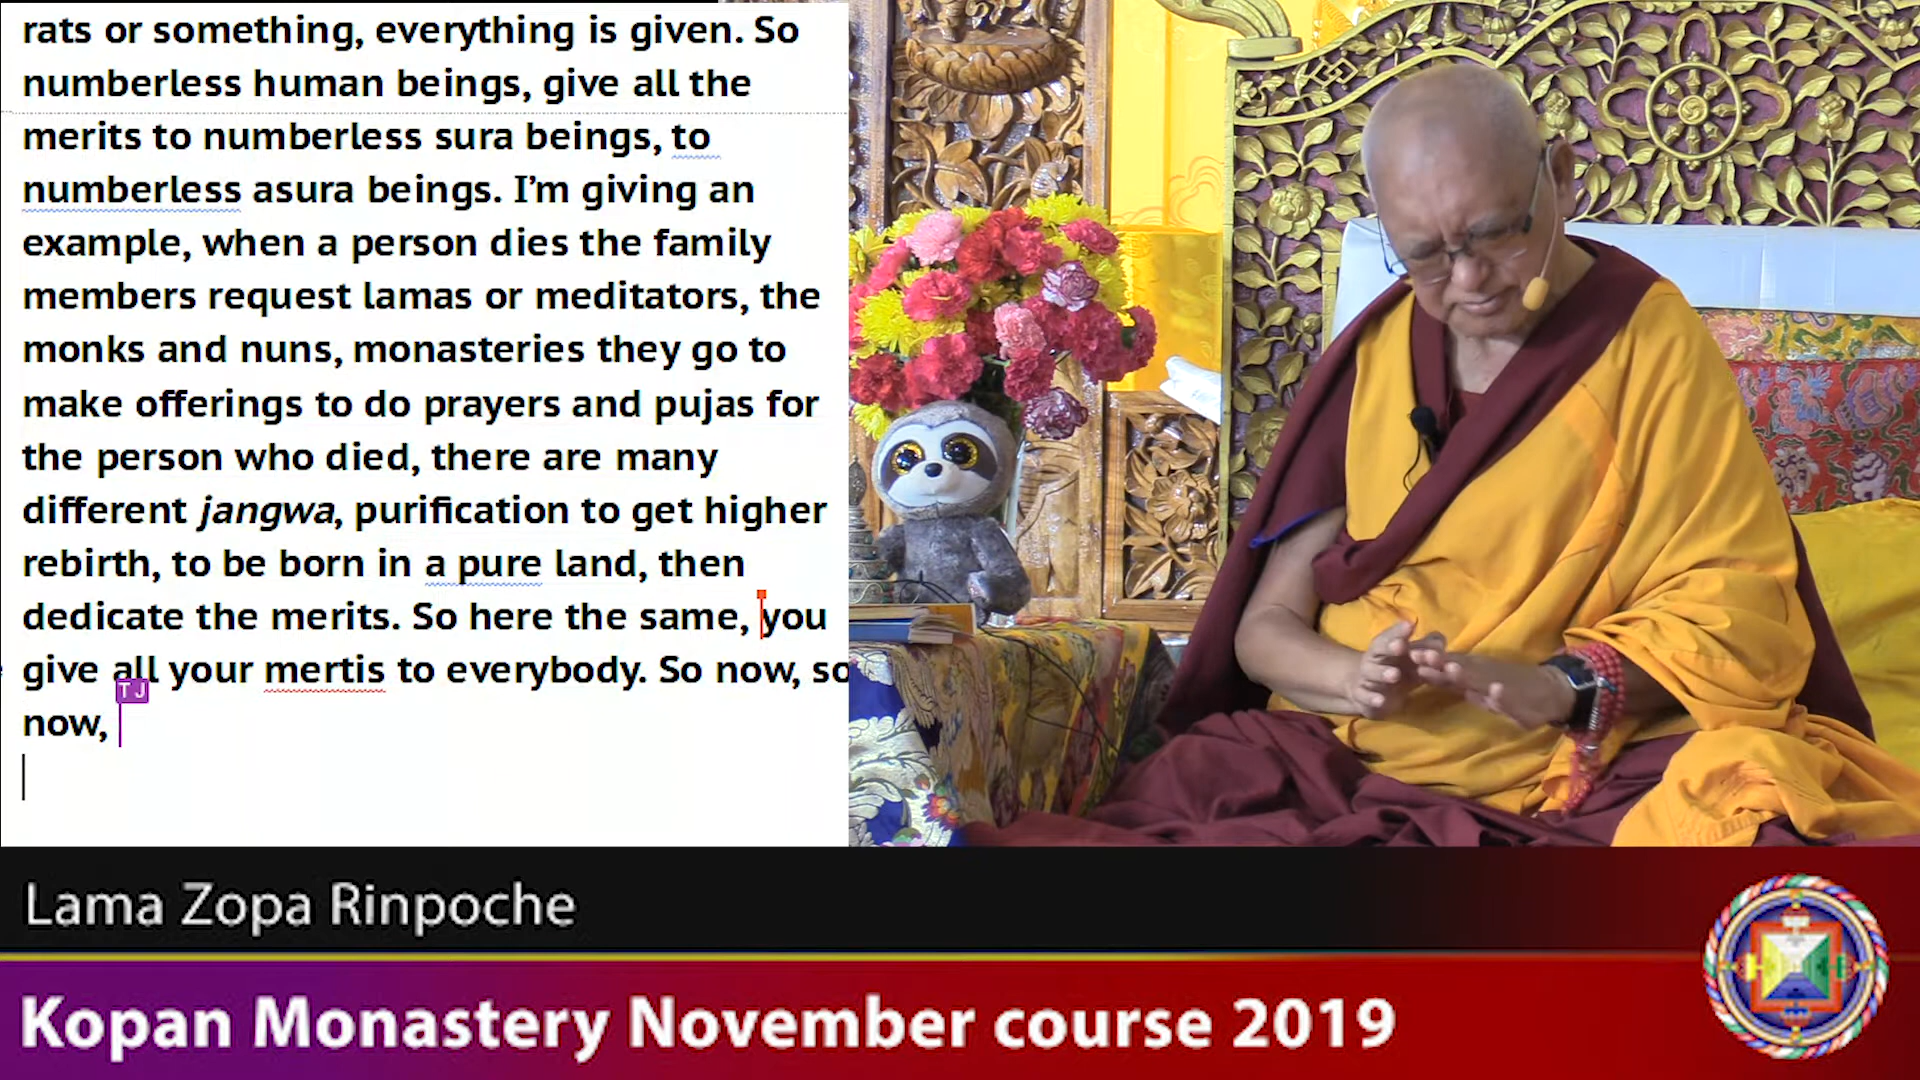 rats or something, everything is given. So
numberless human beings, give all the
merits to numberless sura beings, to
numberless asura beings. I'm giving an
example, when a person dies the family
members request lamas or meditators, the
monks and nuns, monasteries they go to
make offerings to do prayers and pujas for
the person who died, there are many
different jangwa, purification to get higher
rebirth, to be born in a pure land, then
dedicate the merits. So here the same, you
give all your mertis to everybody. So now, so
now,
TJ
Lama Zopa Rinpoche
Kopan Monastery November course 2019